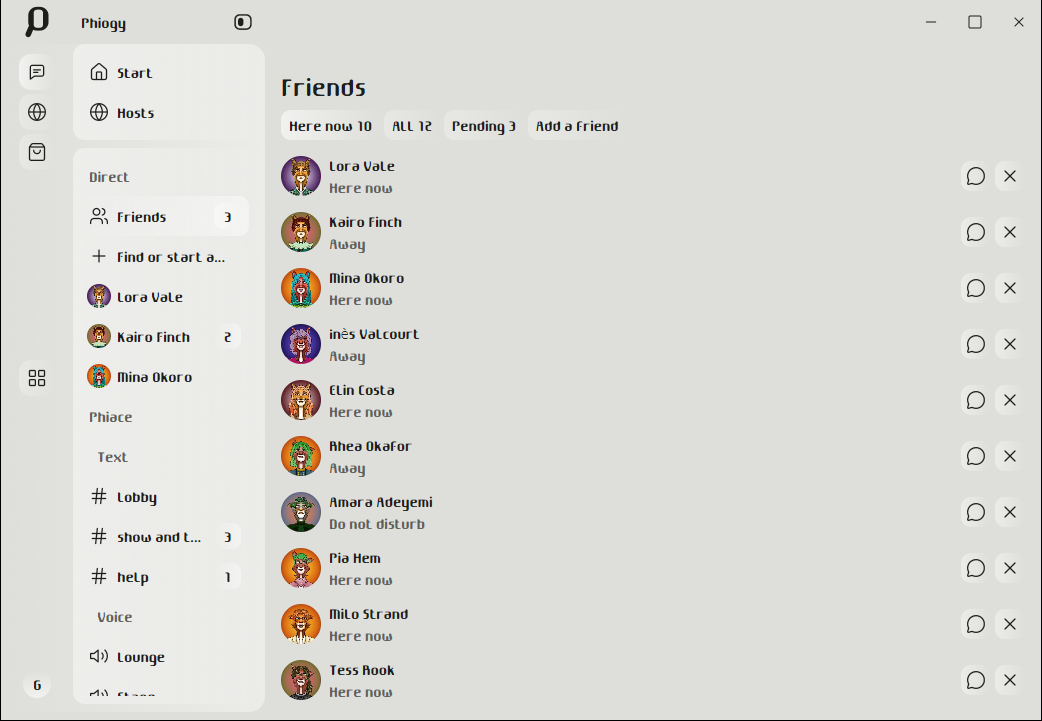 Phiogy
Start
Hosts
Direct
Friends 3
Find or start a...
Lora Vale
Kairo Finch 2
Mina Okoro
Phiace
Text
Lobby
show and t... 3
help 1
Voice
Lounge
Stage
6
Friends
Here now 10 ALL 12 Pending 3 Add a friend
Lora Vale
Here now
Kairo Finch
Away
Mina Okoro
Here now
inès Valcourt
Away
Elin Costa
Here now
Rhea Okafor
Away
Amara Adeyemi
Do not disturb
Pia Hem
Here now
Milo Strand
Here now
Tess Rook
Here now